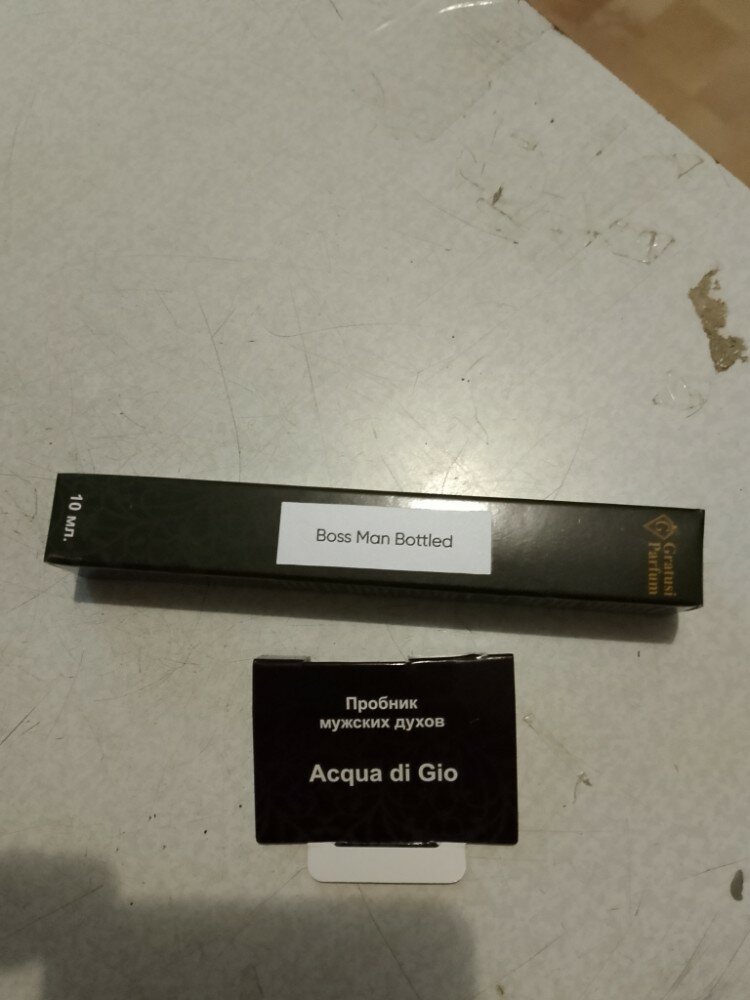 10 мл.
Boss Man Bottled
Gratusi
Parfum
Пробник
мужских духов
Acqua di Gio